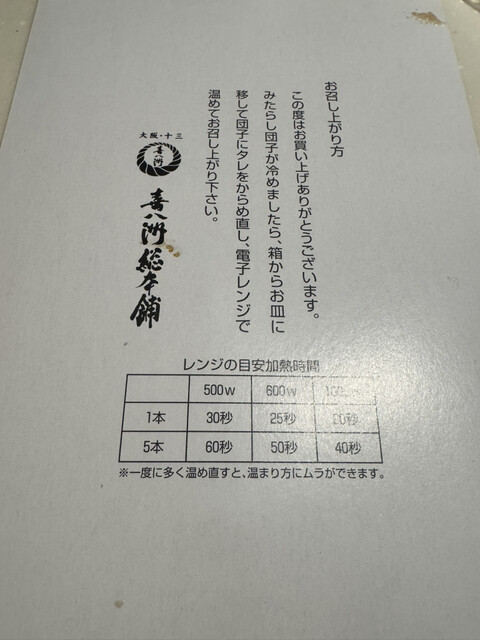 お召し上がり方
この度はお買い上げありがとうございます。
みたらし団子が冷めましたら、箱からお皿に
移して団子にタレをからめ直し、電子レンジで
温めてお召し上がり下さい。
大阪・十三
喜八洲
喜八洲総本舗
レンジの目安加熱時間
500w 600w
1本 30秒 25秒 20秒
5本 60秒 50秒 40秒
※一度に多く温め直すと、温まり方にムラができます。